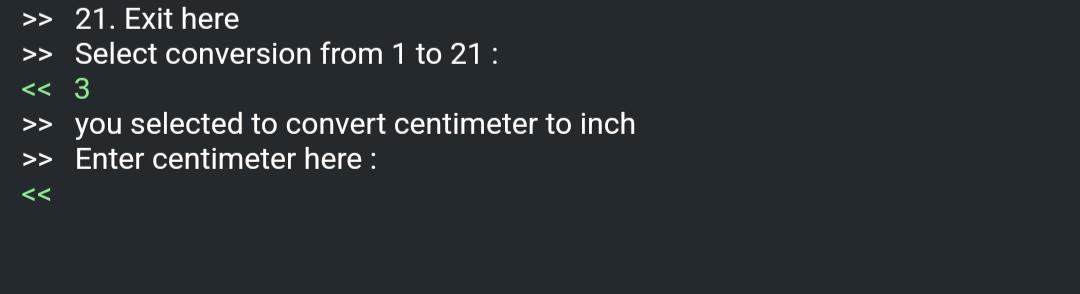 >> 21. Exit here
>> Select conversion from 1 to 21 :
<< 3
>> you selected to convert centimeter to inch
>> Enter centimeter here :
<<